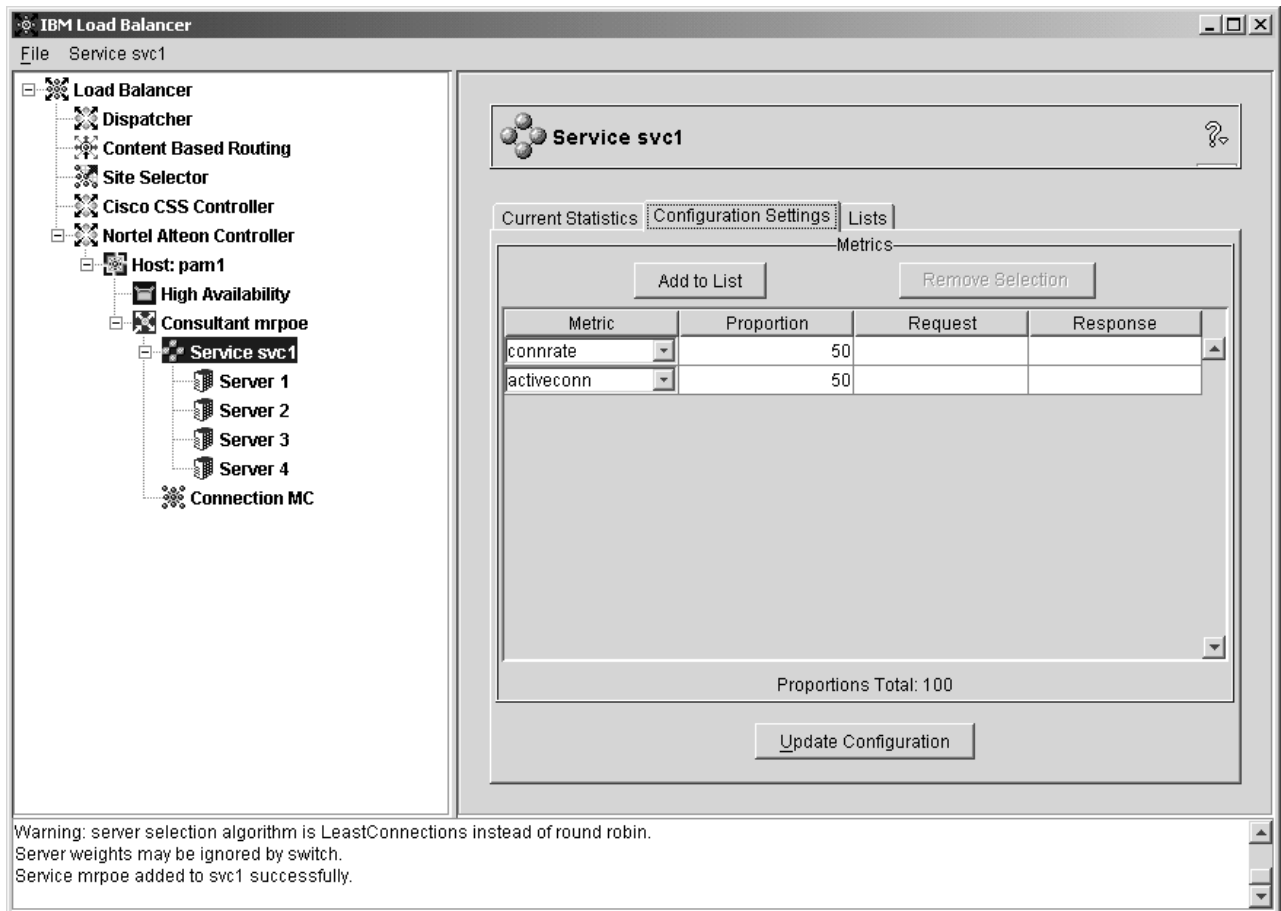 IBM Load Balancer
File Service svc1
Load Balancer
Dispatcher
Content Based Routing
Site Selector
Cisco CSS Controller
Nortel Alteon Controller
Host: pam1
High Availability
Consultant mrpoe
Service svc1
Server 1
Server 2
Server 3
Server 4
Connection MC
Service svc1
?
Current Statistics Configuration Settings Lists
Metrics
Add to List Remove Selection
Metric Proportion Request Response
connrate 50
activeconn 50
Proportions Total: 100
Update Configuration
Warning: server selection algorithm is LeastConnections instead of round robin.
Server weights may be ignored by switch.
Service mrpoe added to svc1 successfully.